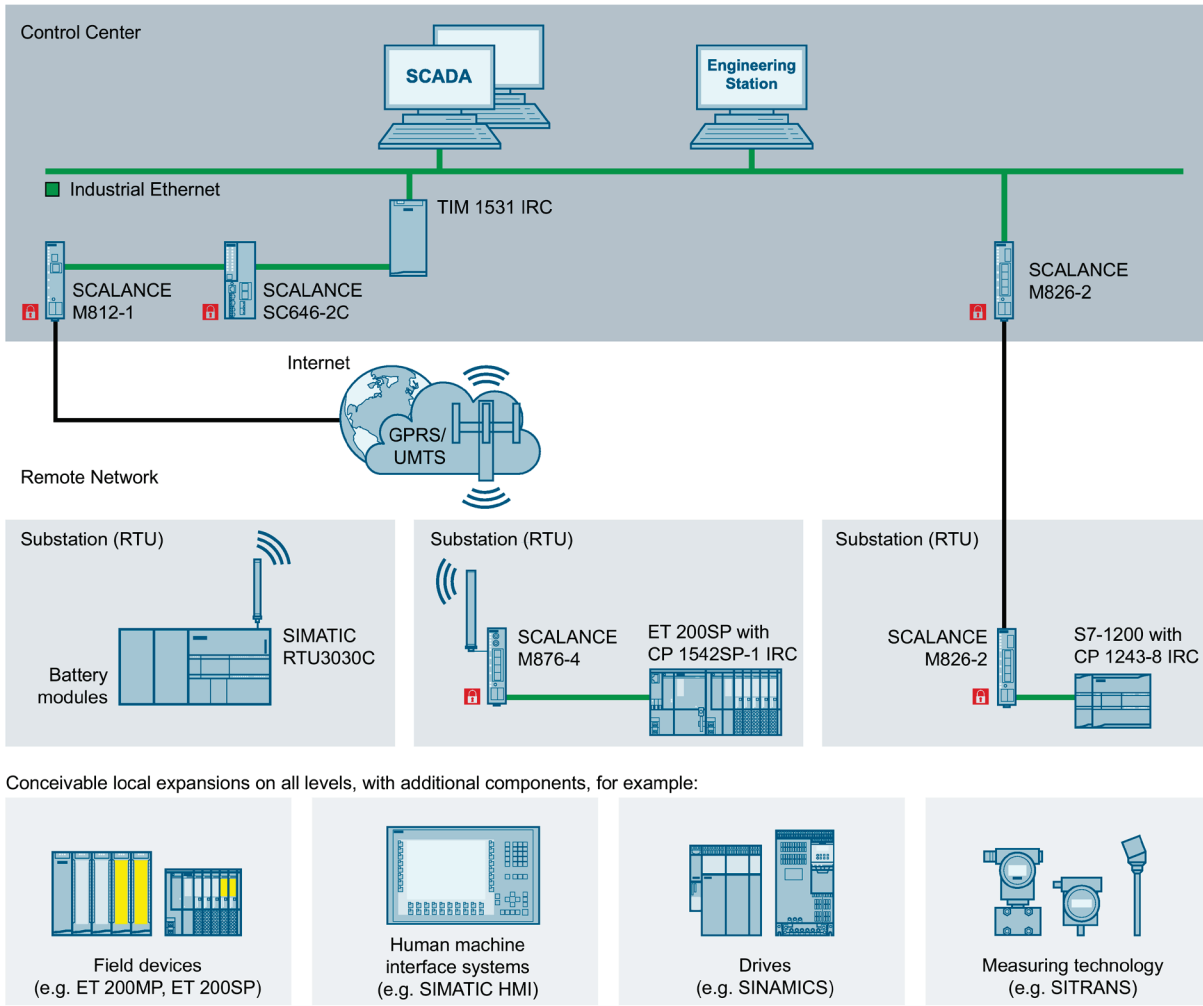 Control Center
SCADA
Engineering
Station
Industrial Ethernet
TIM 1531 IRC
SCALANCE
M812-1
SCALANCE
SC646-2C
SCALANCE
M826-2
Internet
GPRS/
UMTS
Remote Network
Substation (RTU)
SIMATIC
RTU3030C
Battery
modules
Substation (RTU)
SCALANCE
M876-4
ET 200SP with
CP 1542SP-1 IRC
Substation (RTU)
SCALANCE
M826-2
S7-1200 with
CP 1243-8 IRC
Conceivable local expansions on all levels, with additional components, for example:
Field devices
(e.g. ET 200MP, ET 200SP)
Human machine
interface systems
(e.g. SIMATIC HMI)
Drives
(e.g. SINAMICS)
Measuring technology
(e.g. SITRANS)